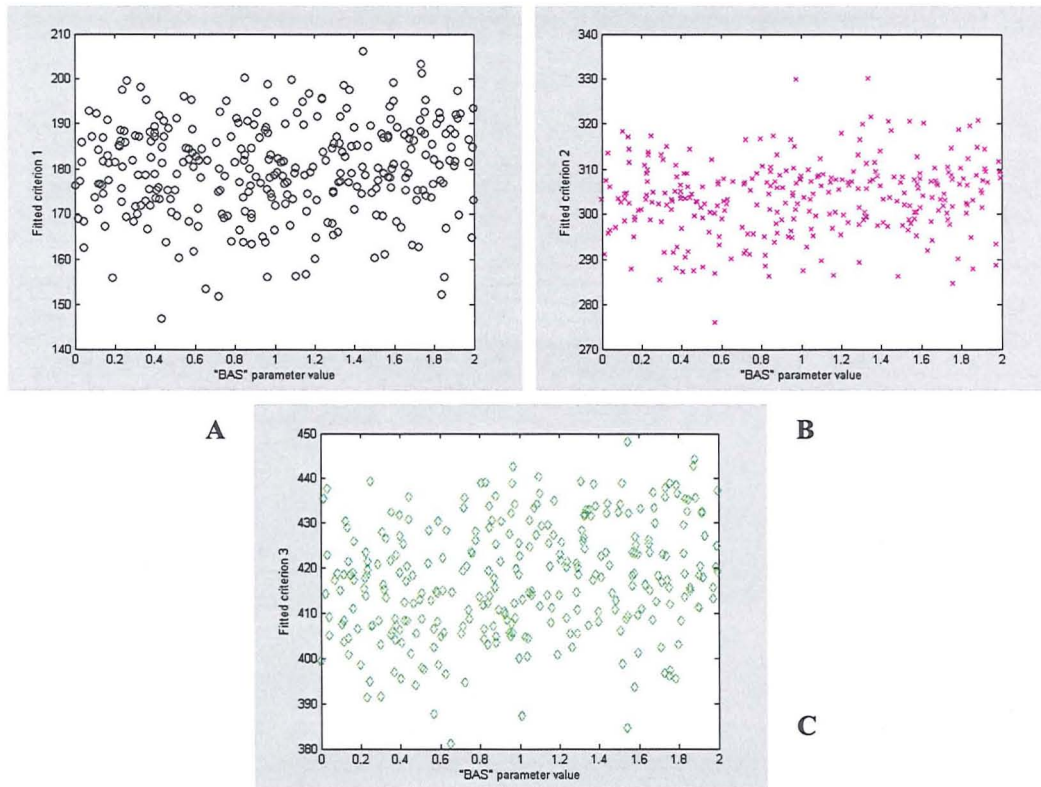 210
200
190
180
170
160
150
140
Fitted criterion 1
0 0.2 0.4 0.6 0.8 1 1.2 1.4 1.6 1.8 2
"BAS" parameter value
340
330
320
310
300
290
280
270
Fitted criterion 2
0 0.2 0.4 0.6 0.8 1 1.2 1.4 1.6 1.8 2
"BAS" parameter value
A
B
450
440
430
420
410
400
390
380
Fitted criterion 3
0 0.2 0.4 0.6 0.8 1 1.2 1.4 1.6 1.8 2
"BAS" parameter value
C